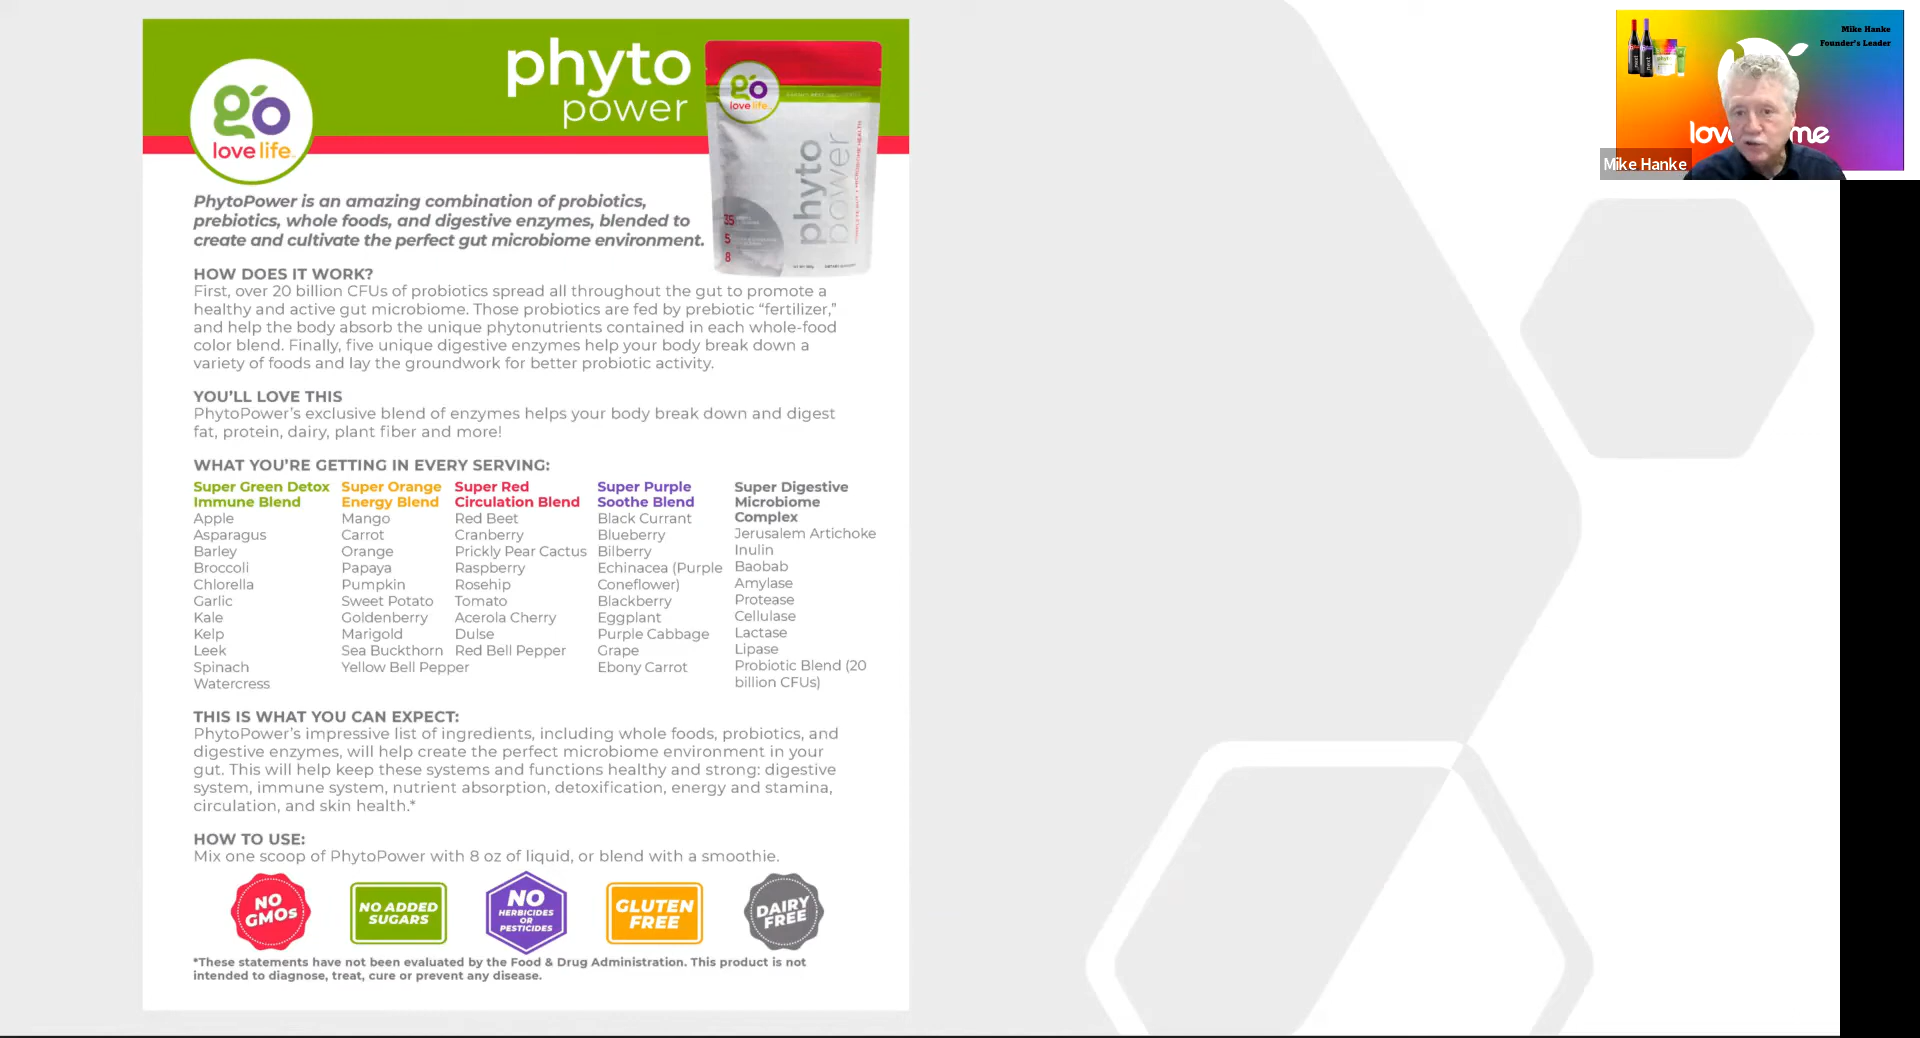 phyto
power
go
love life
go
love life
phyto
power
35
5
8
PhytoPower is an amazing combination of probiotics,
prebiotics, whole foods, and digestive enzymes, blended to
create and cultivate the perfect gut microbiome environment.
HOW DOES IT WORK?
First, over 20 billion CFUs of probiotics spread all throughout the gut to promote a
healthy and active gut microbiome. Those probiotics are fed by prebiotic “fertilizer,”
and help the body absorb the unique phytonutrients contained in each whole-food
color blend. Finally, five unique digestive enzymes help your body break down a
variety of foods and lay the groundwork for better probiotic activity.
YOU’LL LOVE THIS
PhytoPower’s exclusive blend of enzymes helps your body break down and digest
fat, protein, dairy, plant fiber and more!
WHAT YOU’RE GETTING IN EVERY SERVING:
Super Green Detox
Immune Blend
Apple
Asparagus
Barley
Broccoli
Chlorella
Garlic
Kale
Kelp
Leek
Spinach
Watercress
Super Orange
Energy Blend
Mango
Carrot
Orange
Papaya
Pumpkin
Sweet Potato
Goldenberry
Marigold
Sea Buckthorn
Yellow Bell Pepper
Super Red
Circulation Blend
Red Beet
Cranberry
Prickly Pear Cactus
Raspberry
Rosehip
Tomato
Acerola Cherry
Dulse
Red Bell Pepper
Super Purple
Soothe Blend
Black Currant
Blueberry
Bilberry
Echinacea (Purple
Coneflower)
Blackberry
Eggplant
Purple Cabbage
Grape
Ebony Carrot
Super Digestive
Microbiome
Complex
Jerusalem Artichoke
Inulin
Baobab
Amylase
Protease
Cellulase
Lactase
Lipase
Probiotic Blend (20
billion CFUs)
THIS IS WHAT YOU CAN EXPECT:
PhytoPower’s impressive list of ingredients, including whole foods, probiotics, and
digestive enzymes, will help create the perfect microbiome environment in your
gut. This will help keep these systems and functions healthy and strong: digestive
system, immune system, nutrient absorption, detoxification, energy and stamina,
circulation, and skin health.*
HOW TO USE:
Mix one scoop of PhytoPower with 8 oz of liquid, or blend with a smoothie.
NO
GMOs
NO ADDED
SUGARS
NO
HERBICIDES
OR
PESTICIDES
GLUTEN
FREE
DAIRY
FREE
*These statements have not been evaluated by the Food & Drug Administration. This product is not
intended to diagnose, treat, cure or prevent any disease.
Mike Hanke
Founder's Leader
lov me
Mike Hanke